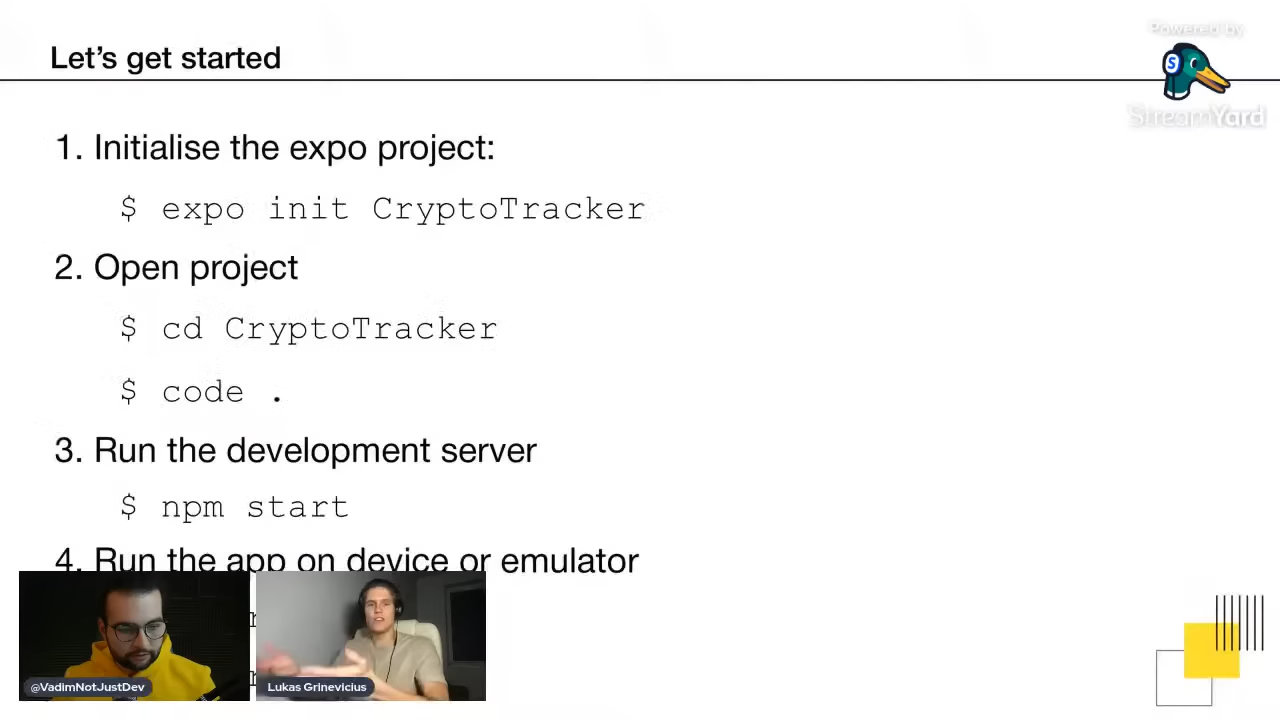 Let's get started
Powered by
StreamYard
1. Initialise the expo project:
$ expo init CryptoTracker
2. Open project
$ cd CryptoTracker
$ code .
3. Run the development server
$ npm start
4. Run the app on device or emulator
@VadimNotJustDev
Lukas Grinevicius